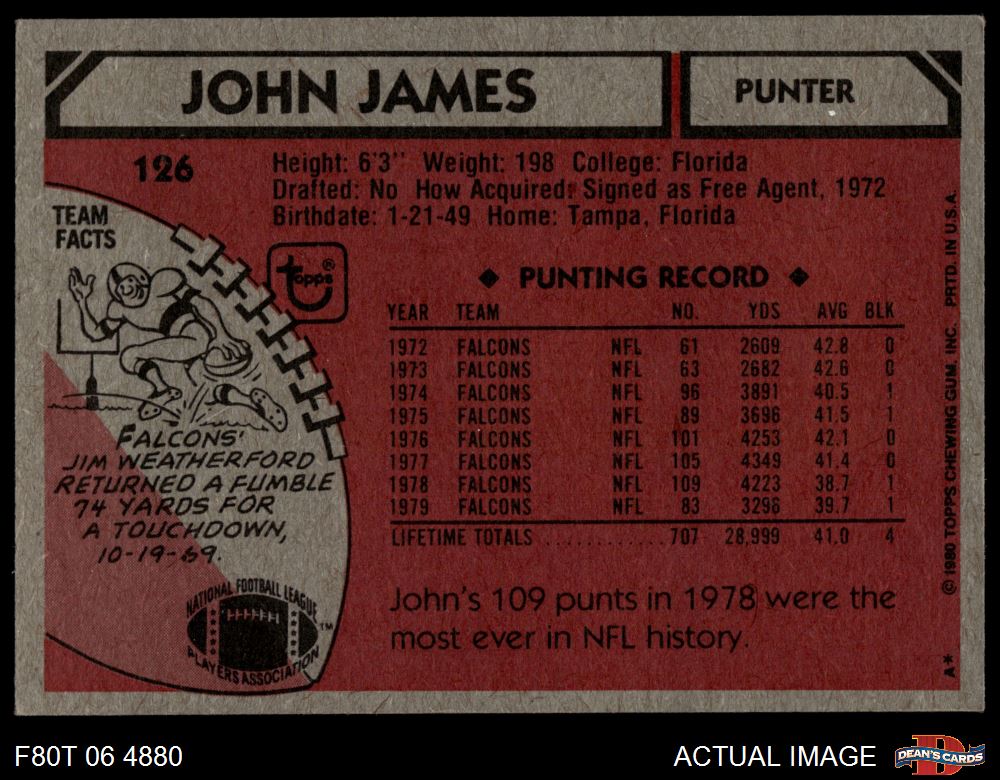 JOHN JAMES
PUNTER
126
Height: 6'3" Weight: 198 College: Florida
Drafted: No How Acquired: Signed as Free Agent, 1972
Birthdate: 1-21-49 Home: Tampa, Florida
TEAM
FACTS
topps®
FALCONS'
JIM WEATHERFORD
RETURNED A FUMBLE
74 YARDS FOR
A TOUCHDOWN,
10-19-69.
NATIONAL FOOTBALL LEAGUE
PLAYERS ASSOCIATION
TM
◆ PUNTING RECORD ◆
YEAR TEAM NO. YDS AVG BLK
1972 FALCONS NFL 61 2609 42.8 0
1973 FALCONS NFL 63 2682 42.6 0
1974 FALCONS NFL 96 3891 40.5 1
1975 FALCONS NFL 89 3696 41.5 1
1976 FALCONS NFL 101 4253 42.1 0
1977 FALCONS NFL 105 4349 41.4 0
1978 FALCONS NFL 109 4223 38.7 1
1979 FALCONS NFL 83 3296 39.7 1
LIFETIME TOTALS ............ 707 28,999 41.0 4
John's 109 punts in 1978 were the
most ever in NFL history.
© 1980 TOPPS CHEWING GUM, INC. PRTD. IN U.S.A.
A*
F80T 06 4880
ACTUAL IMAGE
D
DEAN'S CARDS